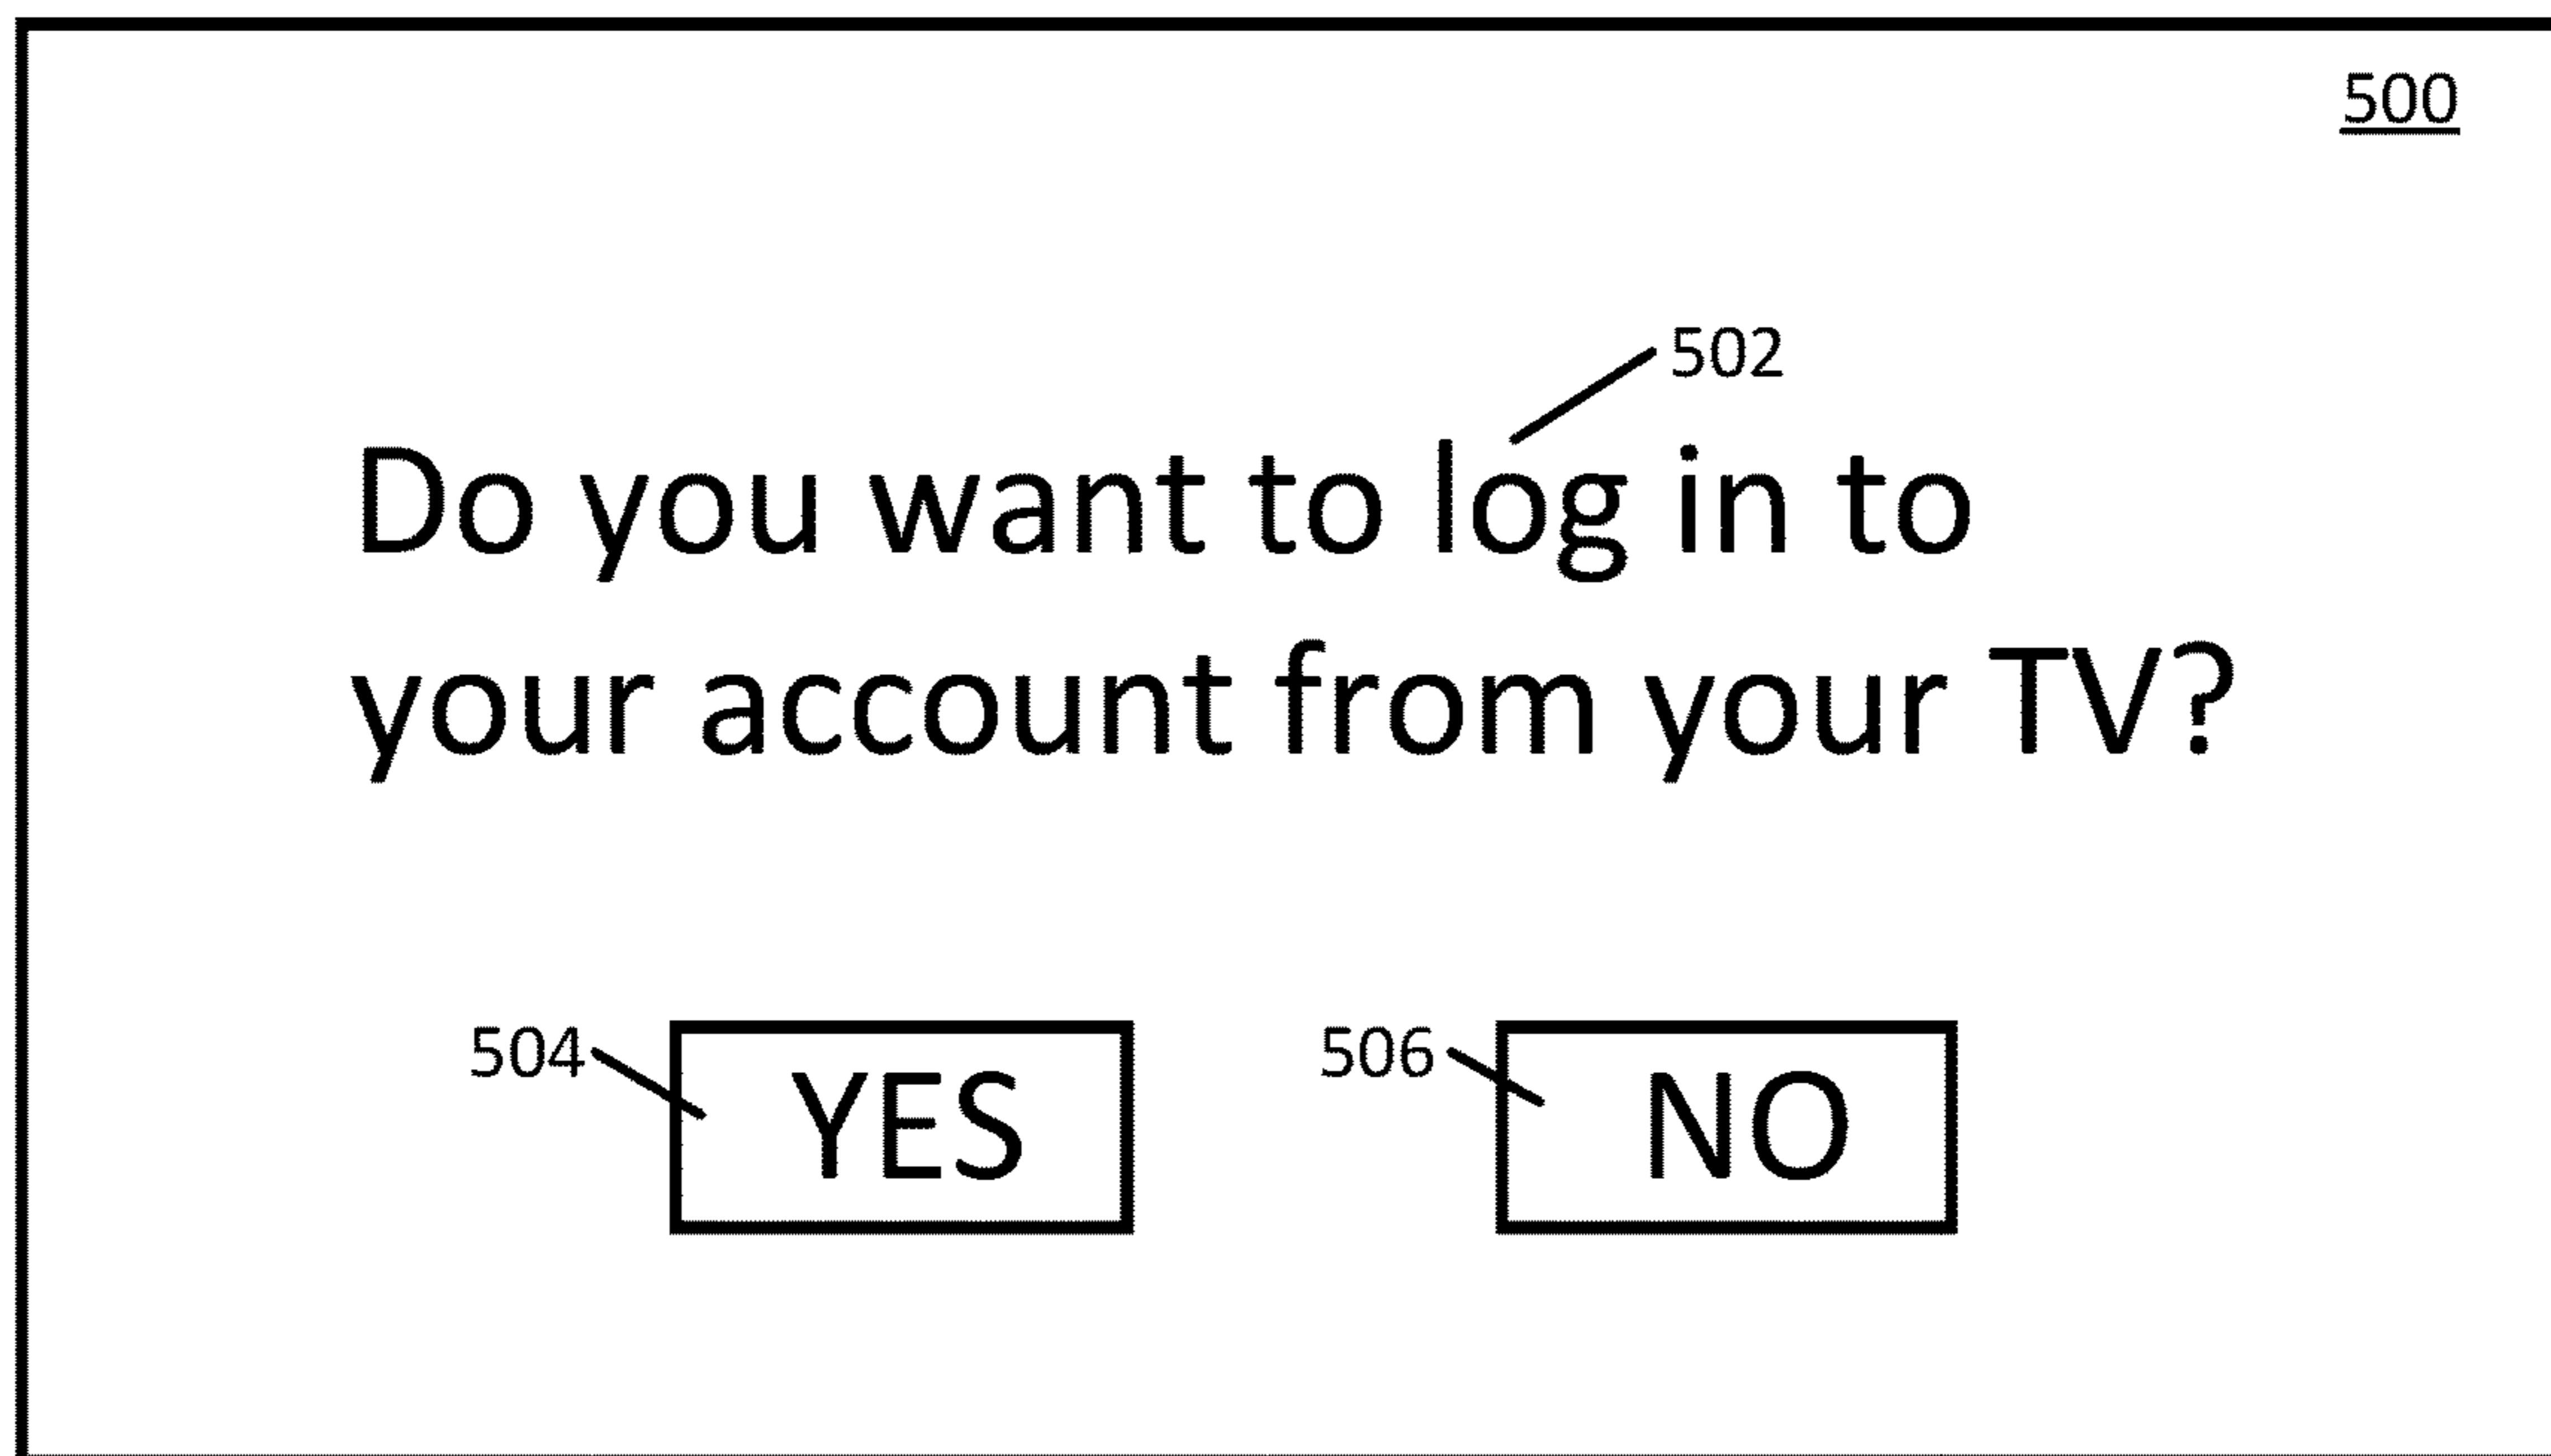 500
502
Do you want to log in to
your account from your TV?
504 YES 506 NO